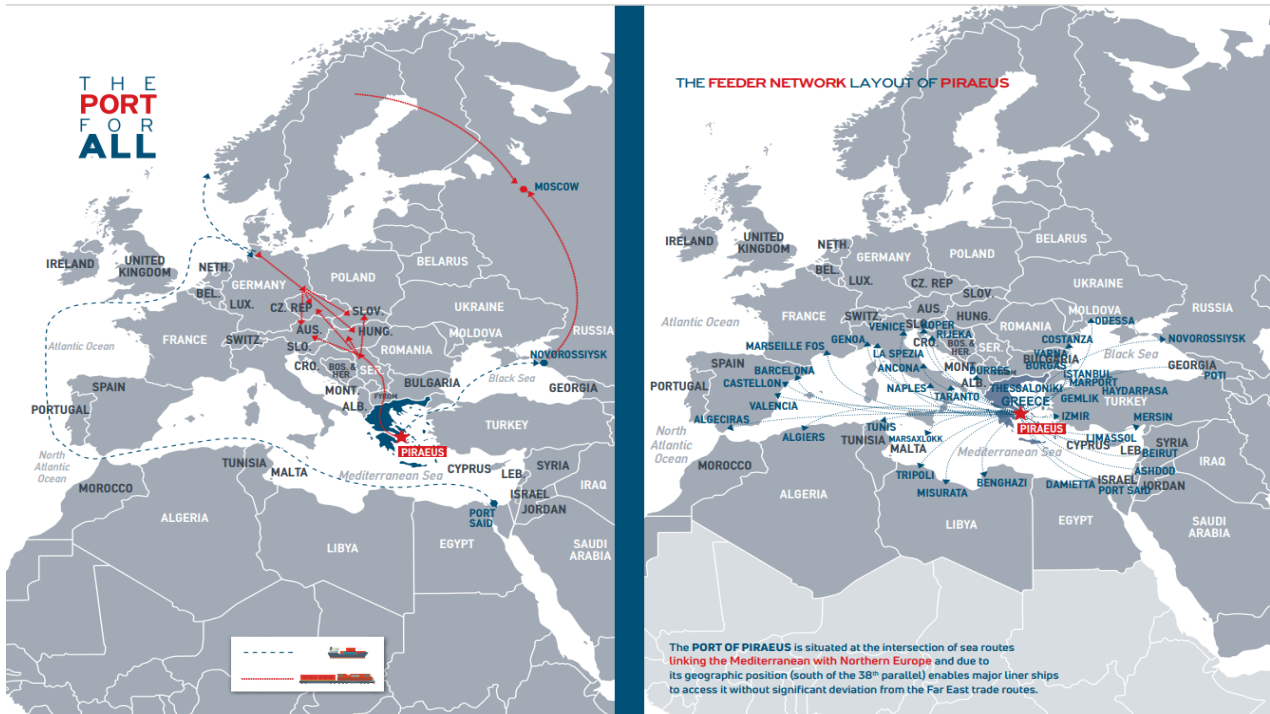 THE
PORT
FOR
ALL
MOSCOW
IRELAND
UNITED
KINGDOM
NETH.
BEL.
LUX.
GERMANY
POLAND
BELARUS
CZ. REP
SLOV.
UKRAINE
AUS.
HUNG.
MOLDOVA
RUSSIA
Atlantic Ocean
FRANCE
SWITZ.
SLO.
CRO.
BOS. &
HER.
SER.
ROMANIA
NOVOROSSIYSK
Black Sea
SPAIN
MONT.
ALB.
FYROM
BULGARIA
GEORGIA
PORTUGAL
TURKEY
PIRAEUS
North
Atlantic
Ocean
TUNISIA
MALTA
Mediterranean Sea
CYPRUS
LEB.
SYRIA
IRAQ
MOROCCO
ISRAEL
JORDAN
PORT
SAID
ALGERIA
LIBYA
EGYPT
SAUDI
ARABIA
THE FEEDER NETWORK LAYOUT OF PIRAEUS
IRELAND
UNITED
KINGDOM
NETH.
BEL.
LUX.
GERMANY
POLAND
BELARUS
CZ. REP
SLOV.
UKRAINE
AUS.
HUNG.
MOLDOVA
ODESSA
RUSSIA
Atlantic Ocean
FRANCE
SWITZ.
VENICE
SLO.
KOPER
RIJEKA
CRO.
BOS. &
HER.
SER.
ROMANIA
COSTANZA
NOVOROSSIYSK
MARSEILLE FOS
GENOA
LA SPEZIA
ANCONA
MONT.
DURRES
ALB.
VARNA
BULGARIA
BURGAS
Black Sea
GEORGIA
POTI
SPAIN
BARCELONA
CASTELLON
VALENCIA
NAPLES
TARANTO
THESSALONIKI
GREECE
ISTANBUL
MARPORT
HAYDARPASA
GEMLIK
TURKEY
PORTUGAL
ALGECIRAS
ALGIERS
TUNIS
TUNISIA
MARSAXLOKK
MALTA
PIRAEUS
IZMIR
MERSIN
LIMASSOL
CYPRUS
LEB.
BEIRUT
SYRIA
IRAQ
North
Atlantic
Ocean
Mediterranean Sea
MOROCCO
TRIPOLI
MISURATA
BENGHAZI
DAMIETTA
ISRAEL
PORT SAID
ASHDOD
JORDAN
ALGERIA
LIBYA
EGYPT
SAUDI
ARABIA
The PORT OF PIRAEUS is situated at the intersection of sea routes
linking the Mediterranean with Northern Europe and due to
its geographic position (south of the 38th parallel) enables major liner ships
to access it without significant deviation from the Far East trade routes.